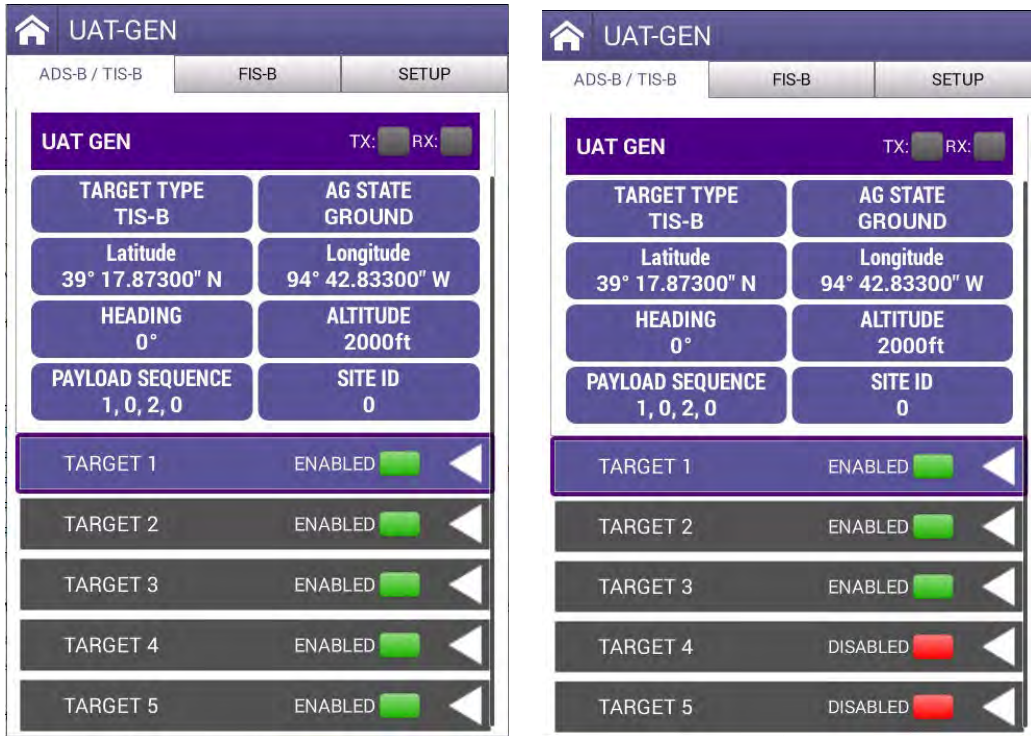 UAT-GEN
ADS-B / TIS-B FIS-B SETUP
UAT GEN TX: RX:
TARGET TYPE AG STATE
TIS-B GROUND
Latitude Longitude
39° 17.87300" N 94° 42.83300" W
HEADING ALTITUDE
0° 2000ft
PAYLOAD SEQUENCE SITE ID
1, 0, 2, 0 0
TARGET 1 ENABLED
TARGET 2 ENABLED
TARGET 3 ENABLED
TARGET 4 ENABLED
TARGET 5 ENABLED
UAT-GEN
ADS-B / TIS-B FIS-B SETUP
UAT GEN TX: RX:
TARGET TYPE AG STATE
TIS-B GROUND
Latitude Longitude
39° 17.87300" N 94° 42.83300" W
HEADING ALTITUDE
0° 2000ft
PAYLOAD SEQUENCE SITE ID
1, 0, 2, 0 0
TARGET 1 ENABLED
TARGET 2 ENABLED
TARGET 3 ENABLED
TARGET 4 DISABLED
TARGET 5 DISABLED